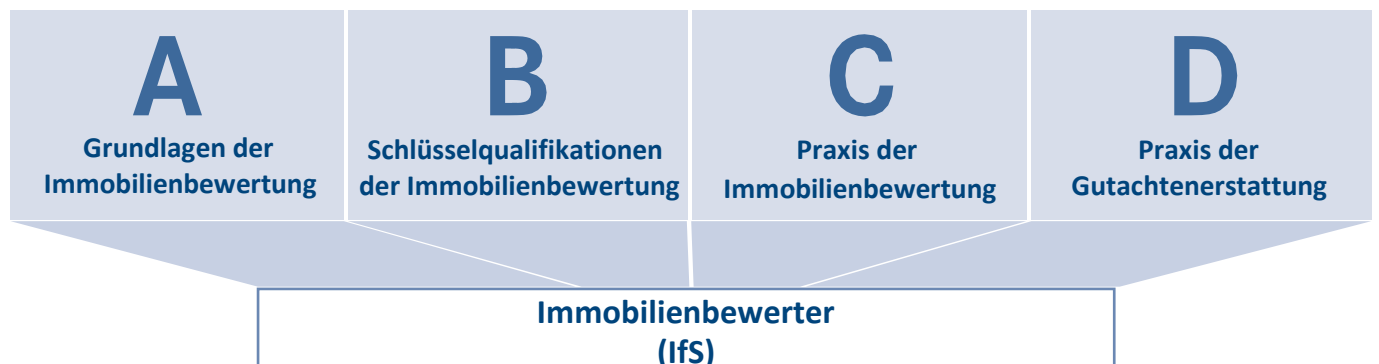 A
Grundlagen der
Immobilienbewertung
B
Schlüsselqualifikationen
der Immobilienbewertung
C
Praxis der
Immobilienbewertung
D
Praxis der
Gutachtenerstattung
Immobilienbewerter
(IfS)